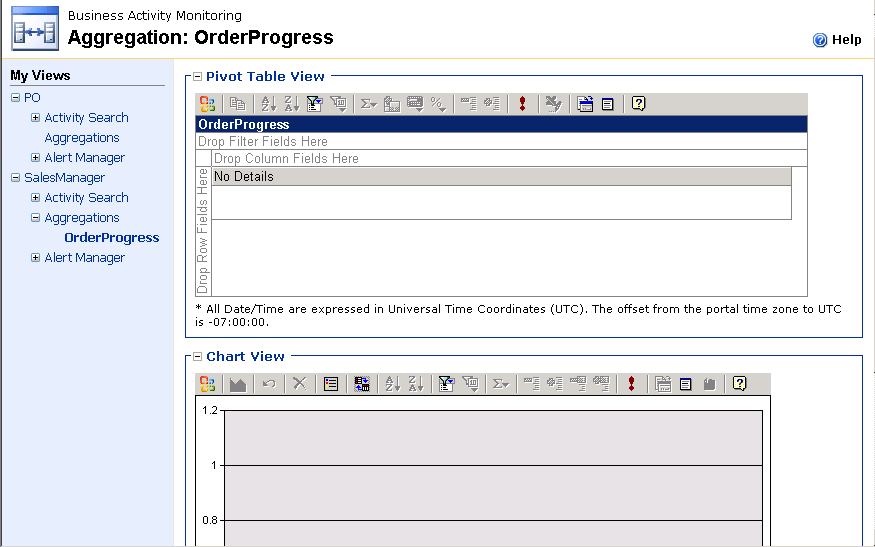 Business Activity Monitoring
Aggregation: OrderProgress
Help
My Views
PO
Activity Search
Aggregations
Alert Manager
SalesManager
Activity Search
Aggregations
OrderProgress
Alert Manager
Pivot Table View
OrderProgress
Drop Filter Fields Here
Drop Column Fields Here
Drop Row Fields Here
No Details
* All Date/Time are expressed in Universal Time Coordinates (UTC). The offset from the portal time zone to UTC
is -07:00:00.
Chart View
1.2
1
0.8